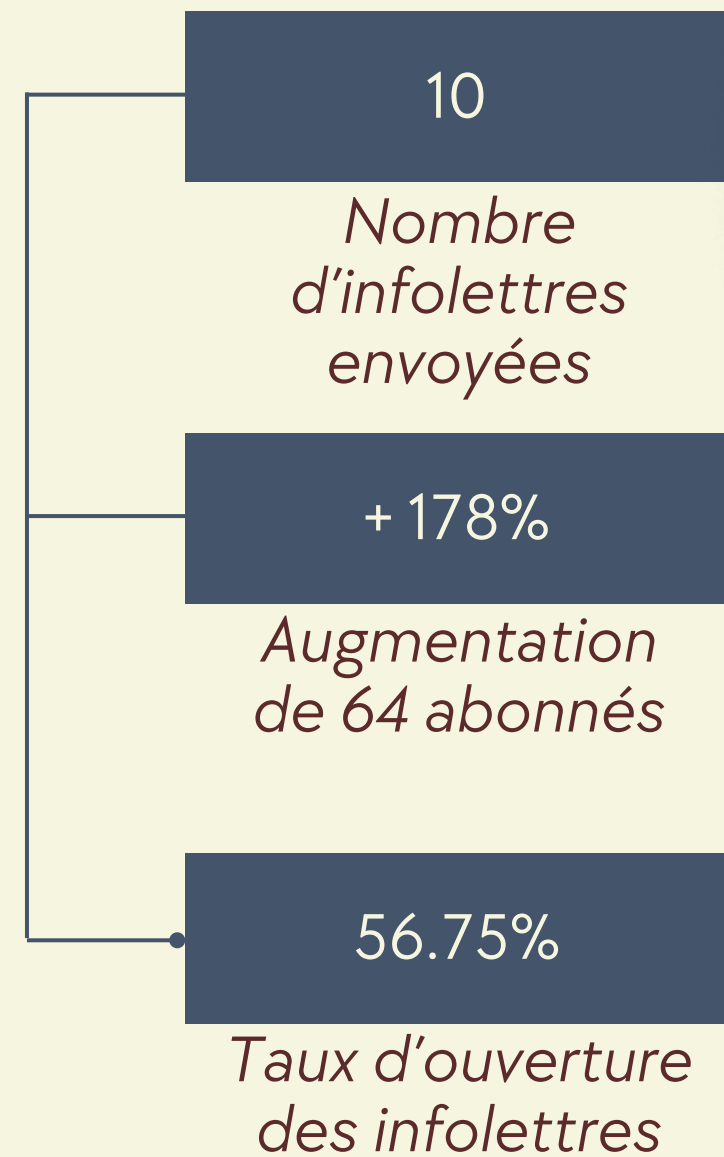 10
Nombre
d'infolettres
envoyées
+ 178%
Augmentation
de 64 abonnés
56.75%
Taux d'ouverture
des infolettres